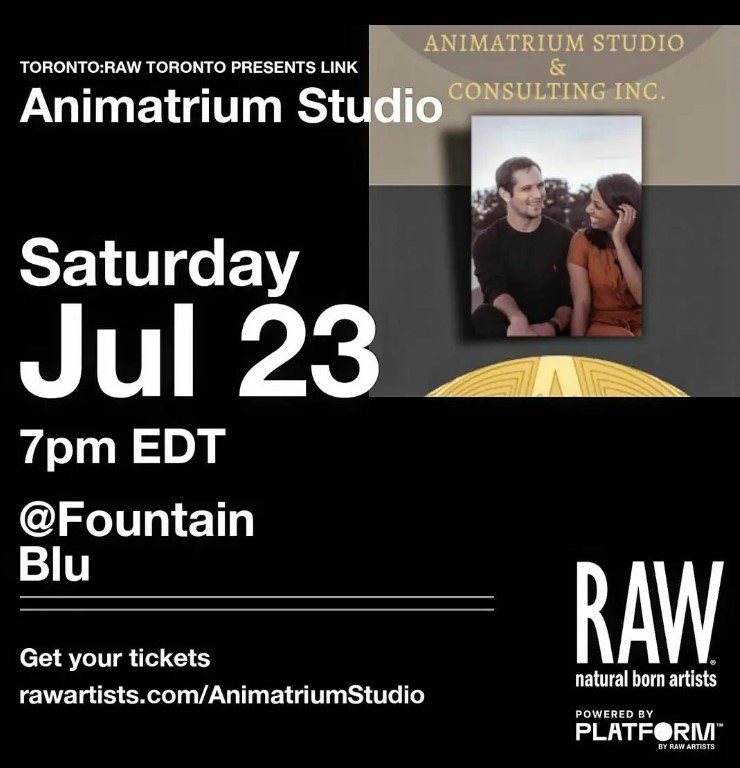 TORONTO:RAW TORONTO PRESENTS LINK
Animatrium Studio
ANIMATRIUM STUDIO
&
CONSULTING INC.
Saturday
Jul 23
7pm EDT
@Fountain
Blu
Get your tickets
rawartists.com/AnimatriumStudio
A
RAW®
natural born artists
POWERED BY
PLATFORM™
BY RAW ARTISTS